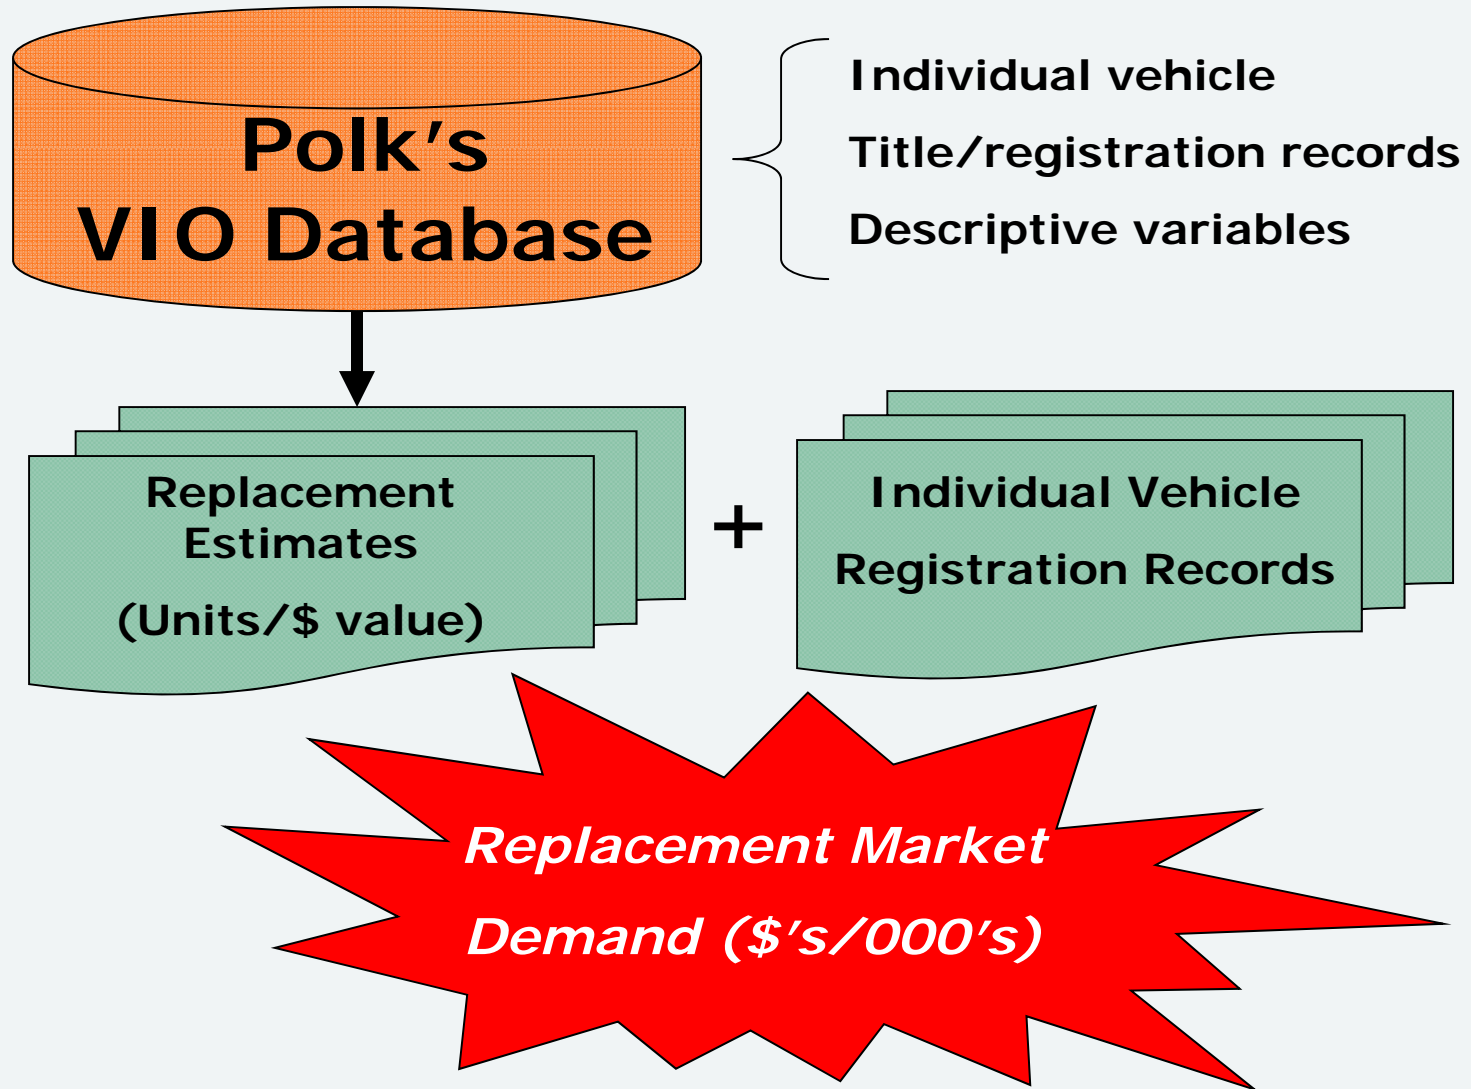 Polk's
VIO Database
Individual vehicle
Title/registration records
Descriptive variables
Replacement
Estimates
(Units/$ value)
+
Individual Vehicle
Registration Records
Replacement Market
Demand ($'s/000's)